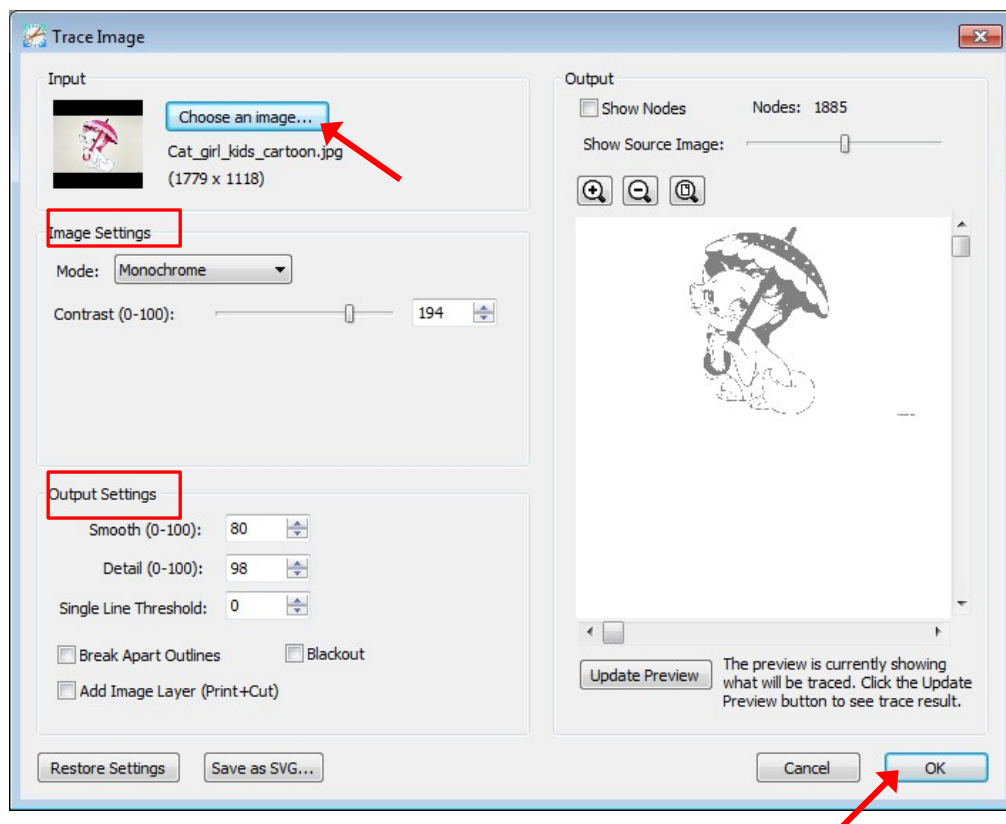 Trace Image
Input
Choose an image...
Cat_girl_kids_cartoon.jpg
(1779 x 1118)
Image Settings
Mode: Monochrome
Contrast (0-100): 194
Output Settings
Smooth (0-100): 80
Detail (0-100): 98
Single Line Threshold: 0
Break Apart Outlines Blackout
Add Image Layer (Print+Cut)
Restore Settings Save as SVG...
Output
Show Nodes Nodes: 1885
Show Source Image:
Update Preview
The preview is currently showing
what will be traced. Click the Update
Preview button to see trace result.
Cancel OK